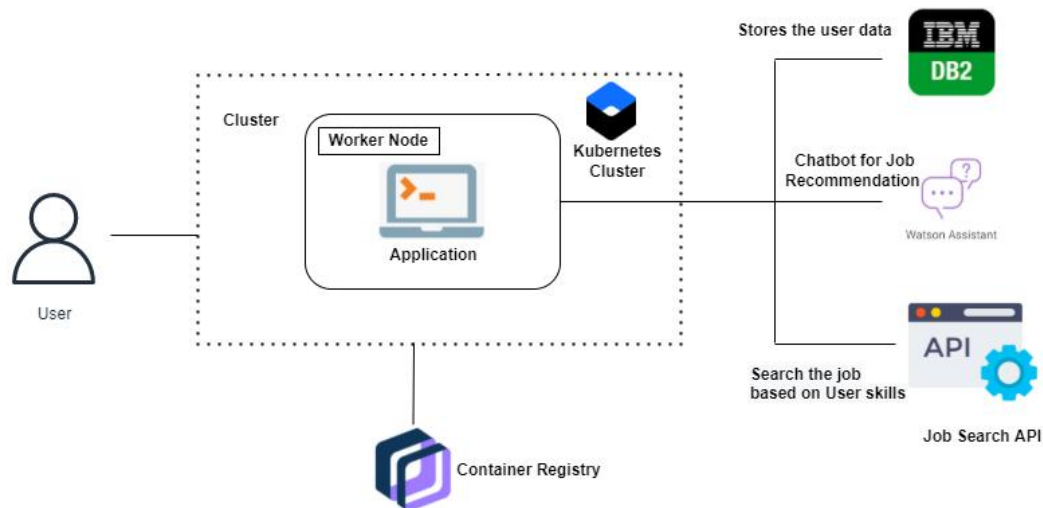 Stores the user data
IBM
DB2
Cluster
Worker Node
Kubernetes
Cluster
Application
Chatbot for Job
Recommendation
?
Watson Assistant
User
API
Search the job
based on User skills
Job Search API
Container Registry